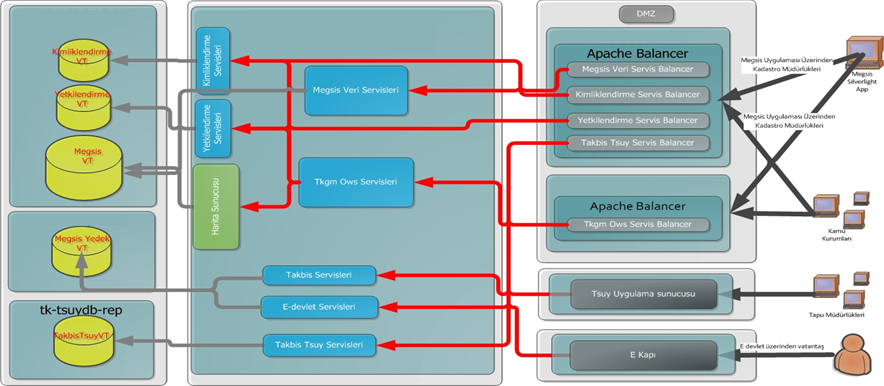 Kimliklendirme
VT
Yetkilendirme
VT
Megsis
VT
Megsis Yedek
VT
tk-tsuydb-rep
TakbisTsuyVT
Kimliklendirme
Servisleri
Yetkilendirme
Servisleri
Harita Sunucusu
Megsis Veri Servisleri
Tkgm Ows Servisleri
Takbis Servisleri
E-devlet Servisleri
Takbis Tsuy Servisleri
DMZ
Apache Balancer
Megsis Veri Servis Balancer
Kimliklendirme Servis Balancer
Yetkilendirme Servis Balancer
Takbis Tsuy Servis Balancer
Apache Balancer
Tkgm Ows Servis Balancer
Tsuy Uygulama sunucusu
E Kapı
Megsis Uygulaması Üzerinden
Kadastro Müdürlükleri
Megsis Uygulaması Üzerinden
Kadastro Müdürlükleri
Megsis
Silverlight
App
Kamu
Kurumları
Tapu Müdürlükleri
E devlet üzerinden vatantaş